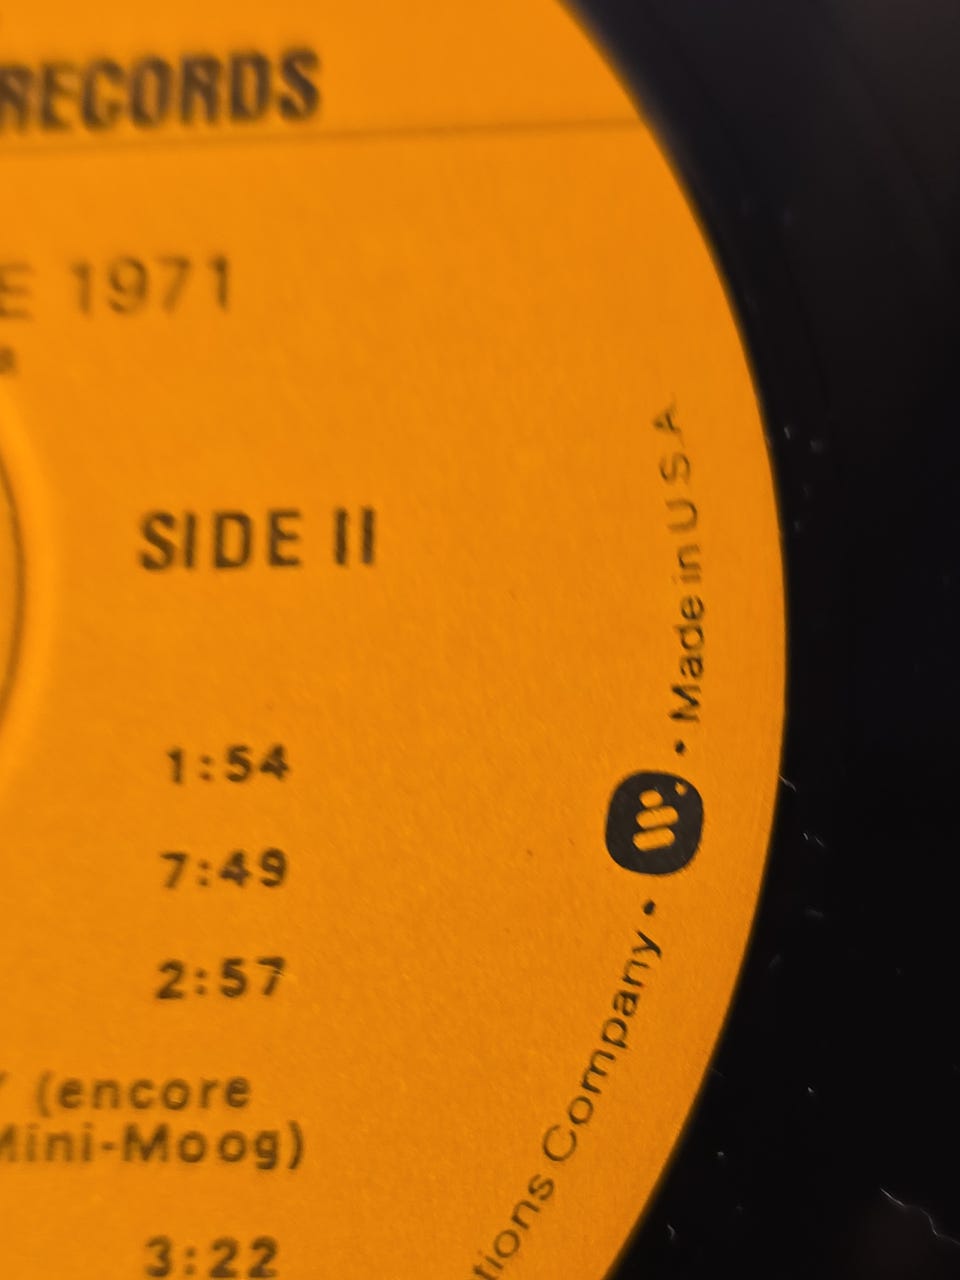 RECORDS
E 1971
SIDE II
1:54
7:49
2:57
(encore
Mini-Moog)
3:22
tions Company • W • Made in U.S.A